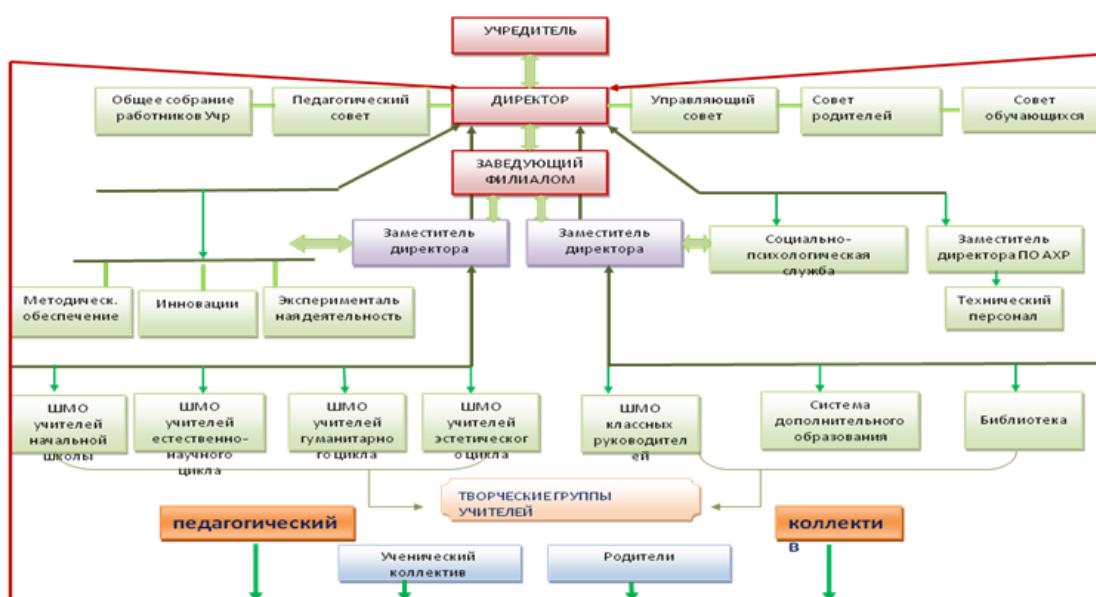 УЧРЕДИТЕЛЬ
Общее собрание
работников Учр
Педагогический
совет
ДИРЕКТОР
Управляющий
совет
Совет
родителей
Совет
обучающихся
ЗАВЕДУЮЩИЙ
ФИЛИАЛОМ
Заместитель
директора
Заместитель
директора
Социально-
психологическая
служба
Заместитель
директора ПО АХР
Методическ.
обеспечение
Инновации
Эксперименталь
ная деятельность
Технический
персонал
ШМО
учителей
начальной
школы
ШМО
учителей
естественно-
научного
цикла
ШМО
учителей
гуманитарно
го цикла
ШМО
учителей
эстетическог
о цикла
ШМО
классных
руководител
ей
Система
дополнительного
образования
Библиотека
ТВОРЧЕСКИЕ ГРУППЫ
УЧИТЕЛЕЙ
педагогический
коллекти
в
Ученический
коллектив
Родители